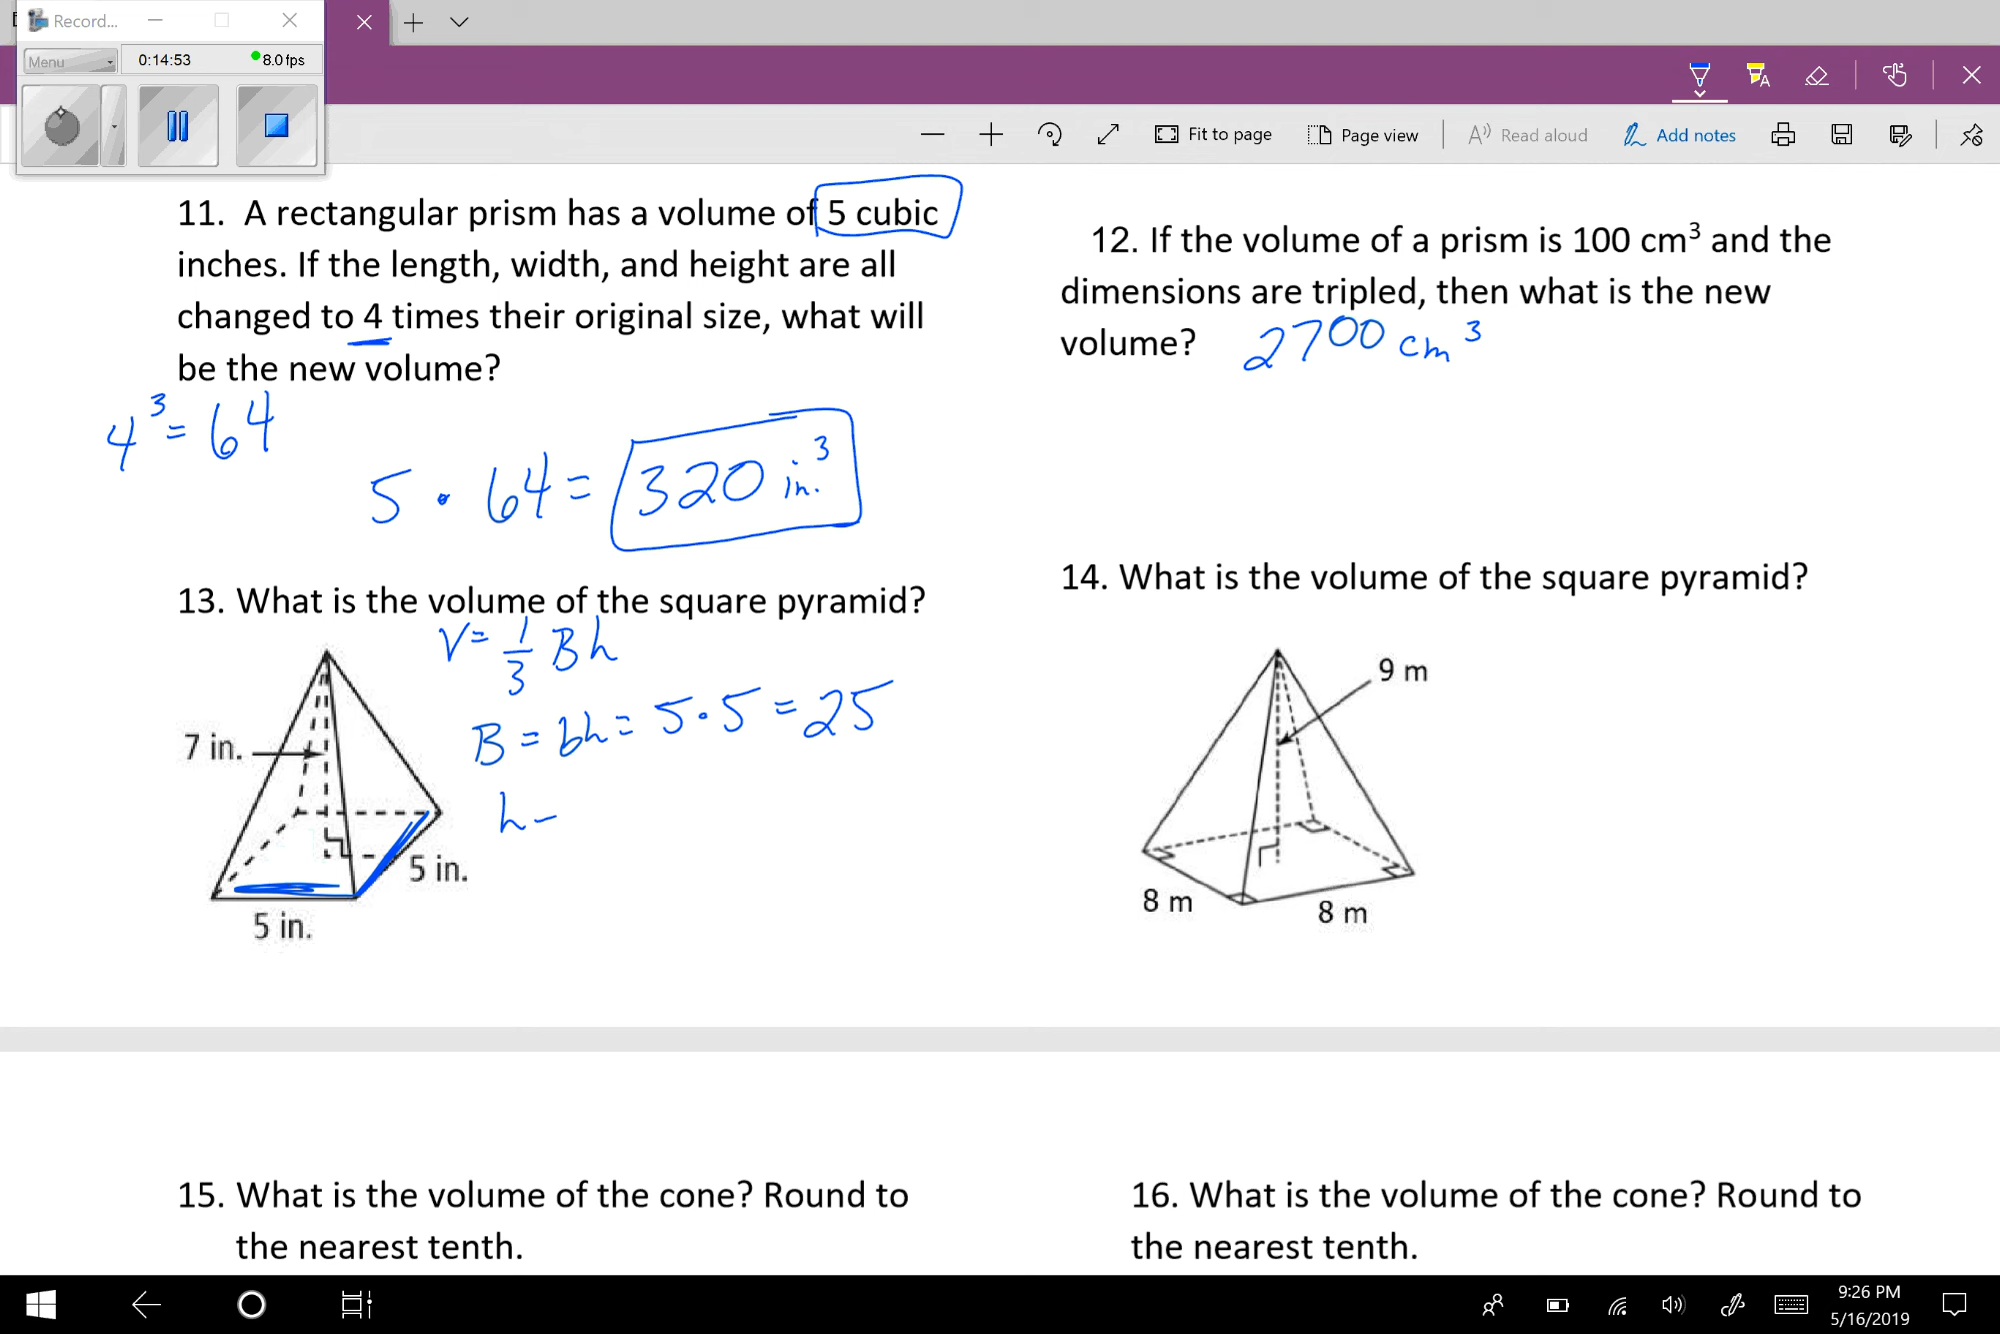 Record...
Menu
0:14:53
8.0 fps
Fit to page
Page view
Read aloud
Add notes
11. A rectangular prism has a volume of 5 cubic
inches. If the length, width, and height are all
changed to 4 times their original size, what will
be the new volume?
4³ = 64
5 · 64 = 320 in.³
12. If the volume of a prism is 100 cm³ and the
dimensions are tripled, then what is the new
volume? 2700 cm³
13. What is the volume of the square pyramid?
V = 1/3 Bh
B = bh = 5 · 5 = 25
h -
7 in.
5 in.
5 in.
14. What is the volume of the square pyramid?
9 m
8 m
8 m
15. What is the volume of the cone? Round to
the nearest tenth.
16. What is the volume of the cone? Round to
the nearest tenth.
9:26 PM
5/16/2019